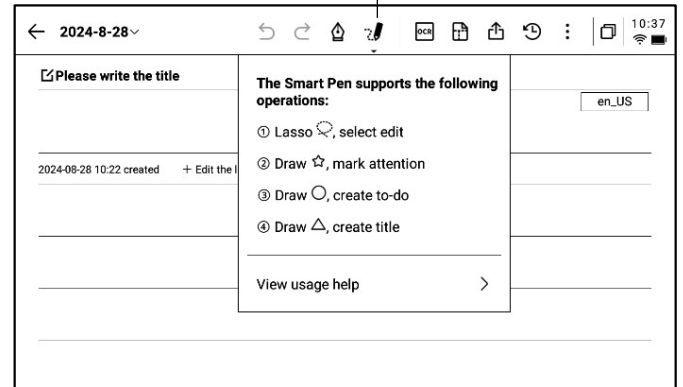 2024-8-28
OCR
10:37
Please write the title
The Smart Pen supports the following
operations:
en_US
① Lasso , select edit
② Draw ☆, mark attention
2024-08-28 10:22 created + Edit the l
③ Draw ○, create to-do
④ Draw △, create title
View usage help